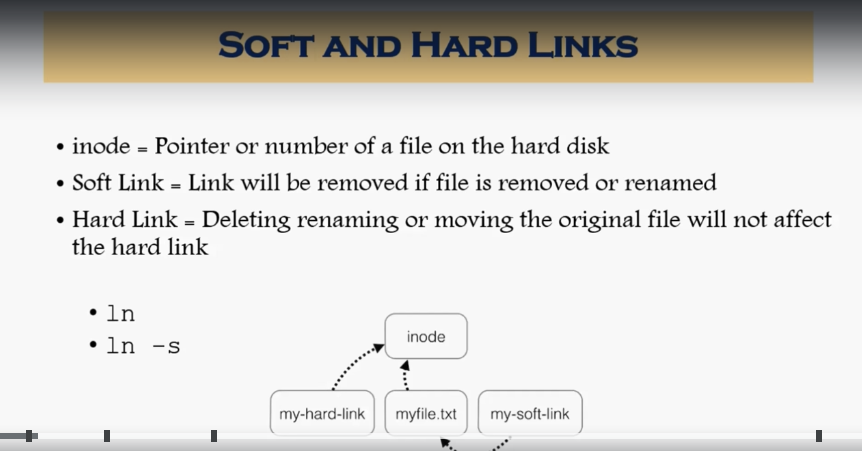 SOFT AND HARD LINKS
• inode = Pointer or number of a file on the hard disk
• Soft Link = Link will be removed if file is removed or renamed
• Hard Link = Deleting renaming or moving the original file will not affect
the hard link
• ln
• ln -s
inode
my-hard-link myfile.txt my-soft-link